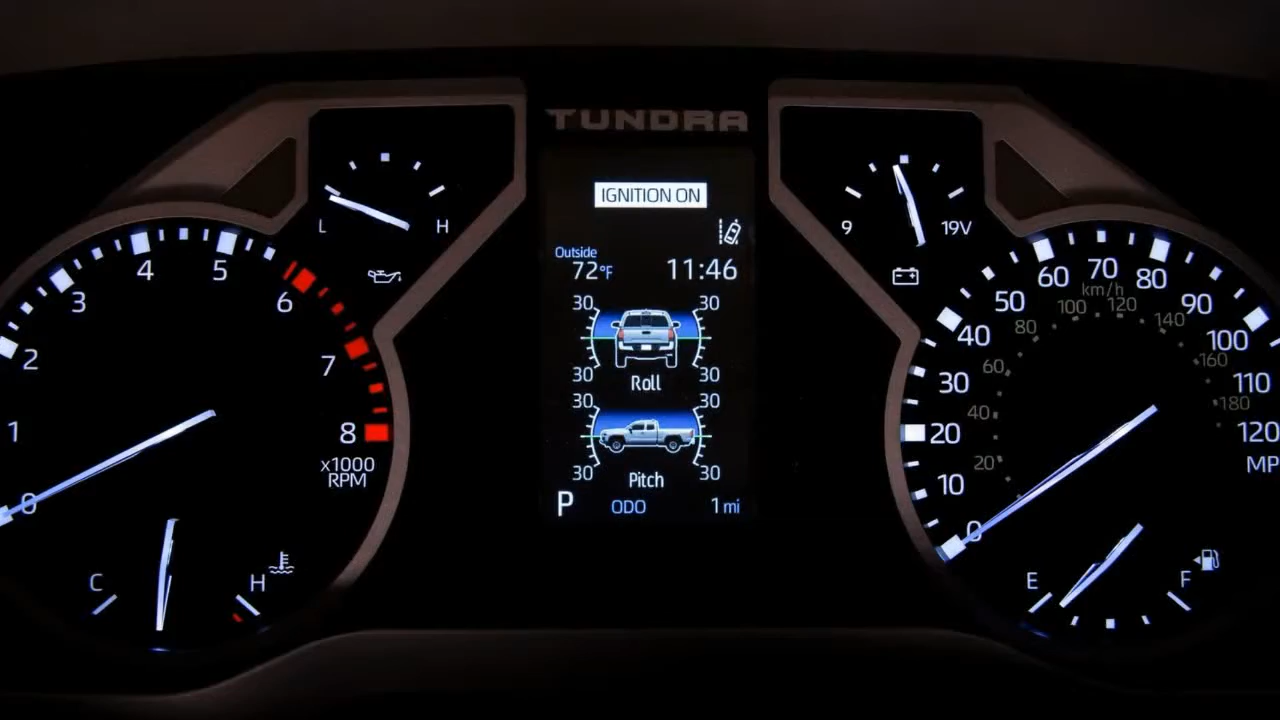 TUNDRA
IGNITION ON
Outside
72°F 11:46
30 30
30 30
Roll
30 30
30 30
Pitch
P ODO 1 mi
L H
0 1 2 3 4 5 6 7 8
x1000
RPM
C H
9 19V
0 10 20 30 40 50 60 70 80 90 100 110 120
MP
km/h
20 40 60 80 100 120 140 160 180
E F